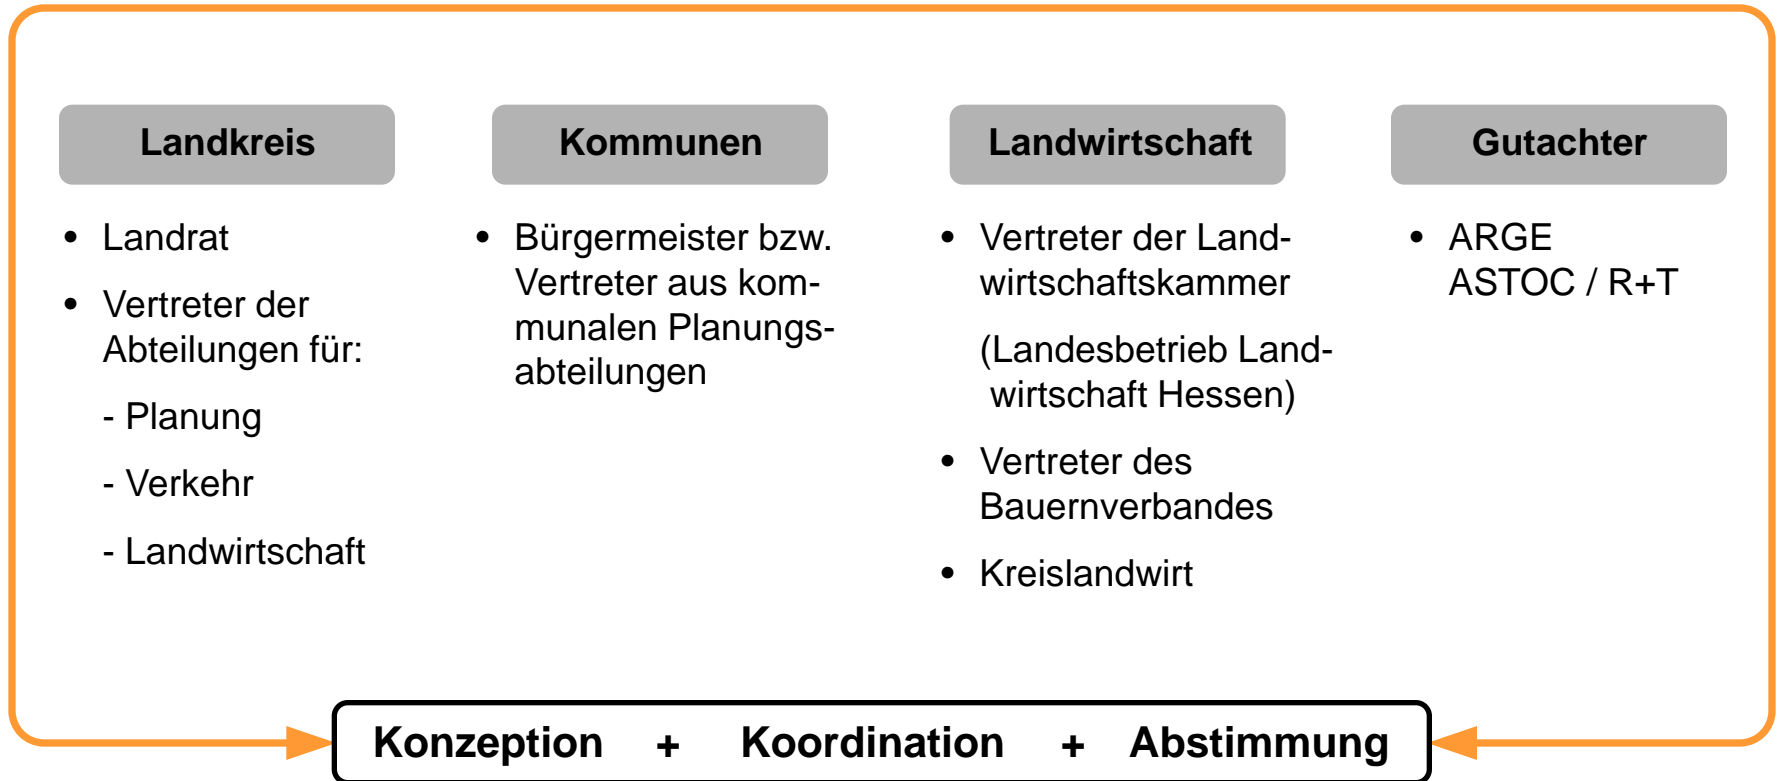 Landkreis
• Landrat
• Vertreter der
Abteilungen für:
- Planung
- Verkehr
- Landwirtschaft
Kommunen
• Bürgermeister bzw.
Vertreter aus kom-
munalen Planungs-
abteilungen
Landwirtschaft
• Vertreter der Land-
wirtschaftskammer
(Landesbetrieb Land-
wirtschaft Hessen)
• Vertreter des
Bauernverbandes
• Kreislandwirt
Gutachter
• ARGE
ASTOC / R+T
Konzeption + Koordination + Abstimmung